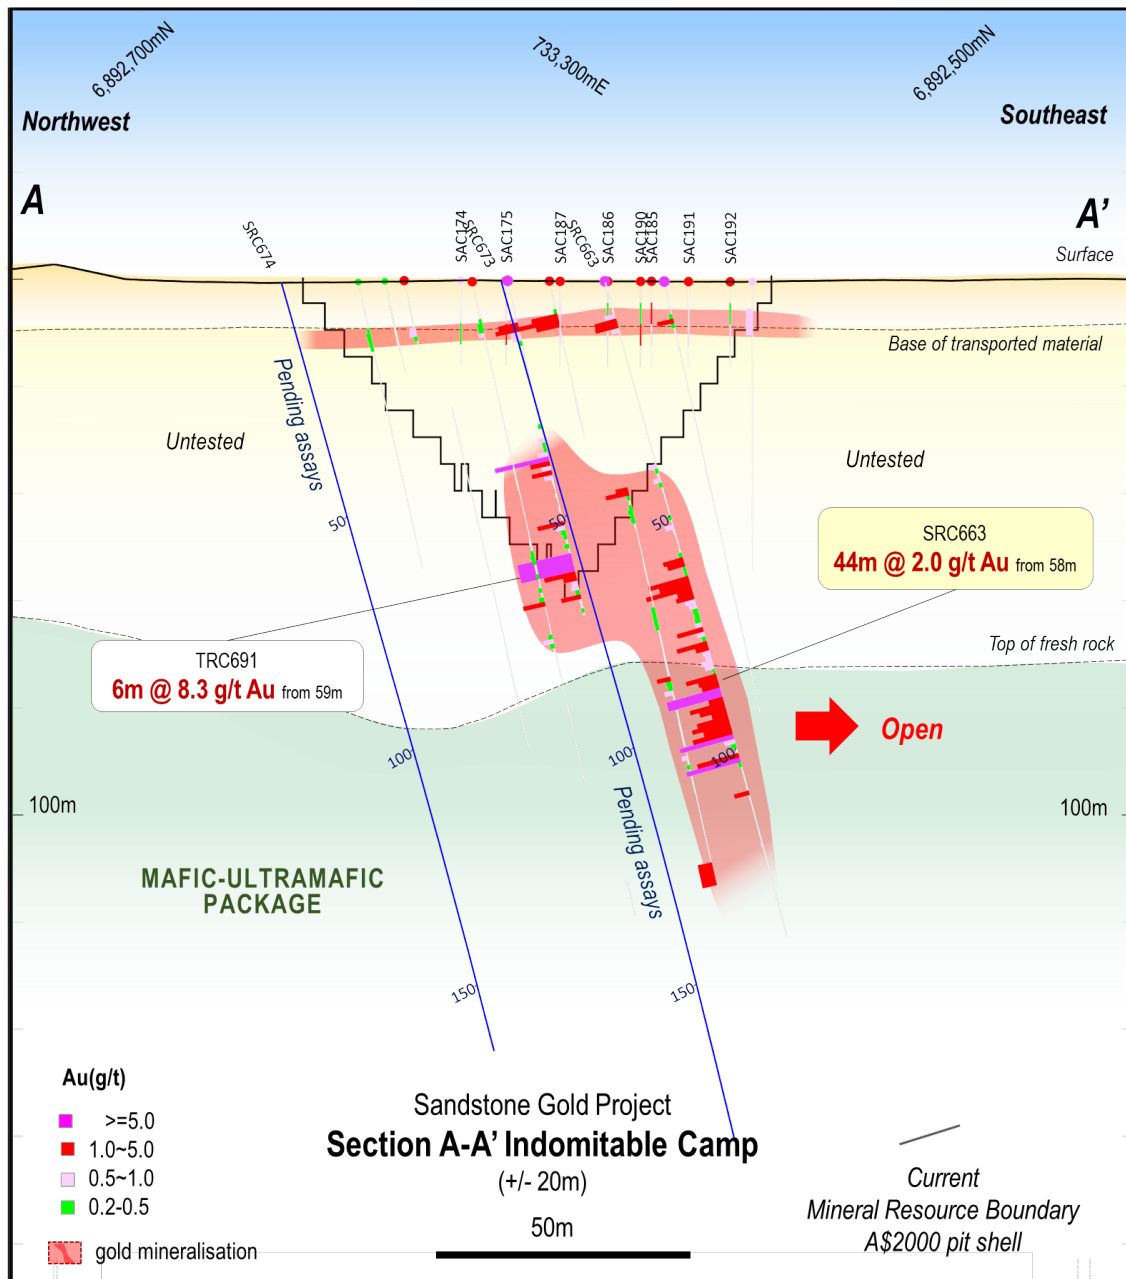 6,892,700mN
733,300mE
6,892,500mN
Northwest
Southeast
A
A'
Surface
SRC674
SAC174
SRC673
SAC175
SAC187
SRC663
SAC186
SAC190
SAC185
SAC191
SAC192
Base of transported material
Pending assays
Untested
Untested
50
50
50
SRC663
44m @ 2.0 g/t Au from 58m
Top of fresh rock
TRC691
6m @ 8.3 g/t Au from 59m
Open
100
100
100
100m
100m
Pending assays
MAFIC-ULTRAMAFIC
PACKAGE
150
150
Au(g/t)
>=5.0
1.0~5.0
0.5~1.0
0.2-0.5
gold mineralisation
Sandstone Gold Project
Section A-A' Indomitable Camp
(+/- 20m)
50m
Current
Mineral Resource Boundary
A$2000 pit shell